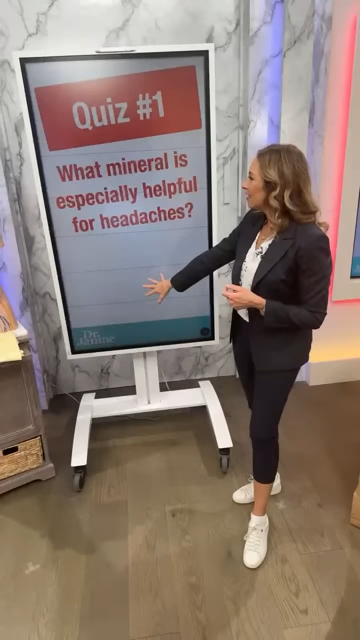 Quiz #1
What mineral is
especially helpful
for headaches?
Dr.
Janine